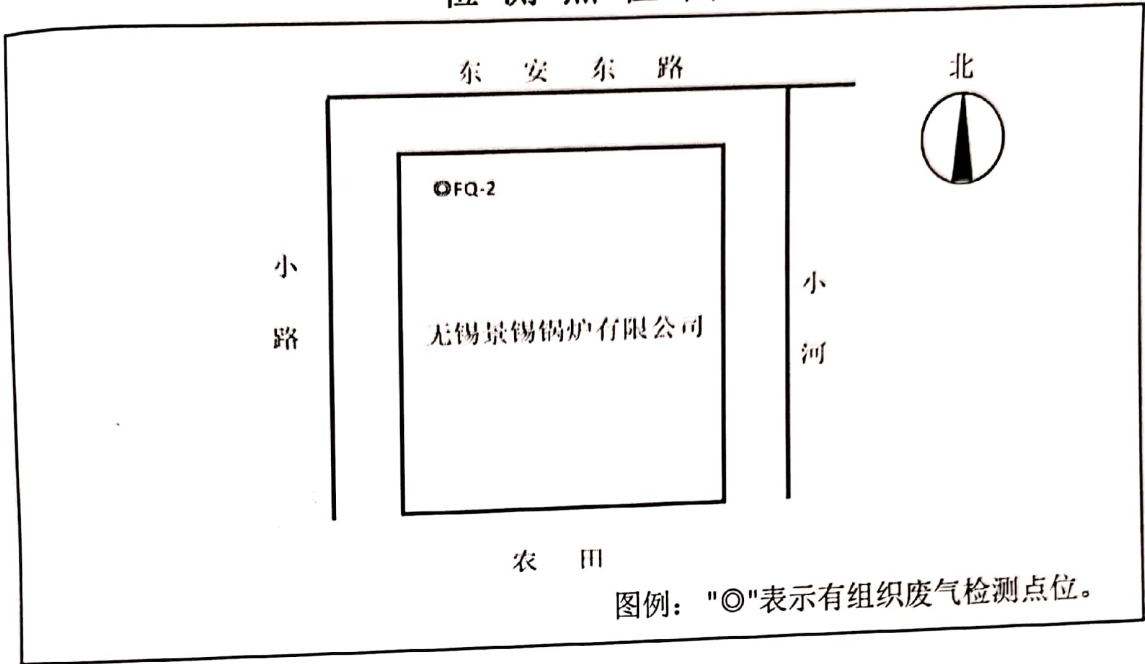 东安东路
北
◎FQ-2
小路
小河
无锡景锡锅炉有限公司
农田
图例："◎"表示有组织废气检测点位。